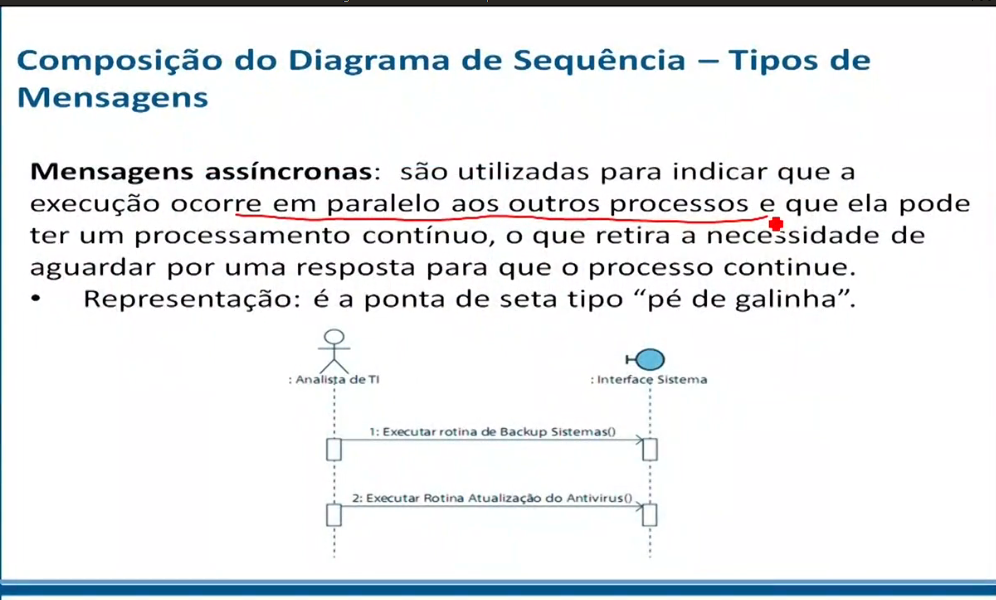 Composição do Diagrama de Sequência – Tipos de
Mensagens
Mensagens assíncronas: são utilizadas para indicar que a
execução ocorre em paralelo aos outros processos e que ela pode
ter um processamento contínuo, o que retira a necessidade de
aguardar por uma resposta para que o processo continue.
• Representação: é a ponta de seta tipo “pé de galinha”.
: Analista de TI
: Interface Sistema
1: Executar rotina de Backup Sistemas()
2: Executar Rotina Atualização do Antivirus()